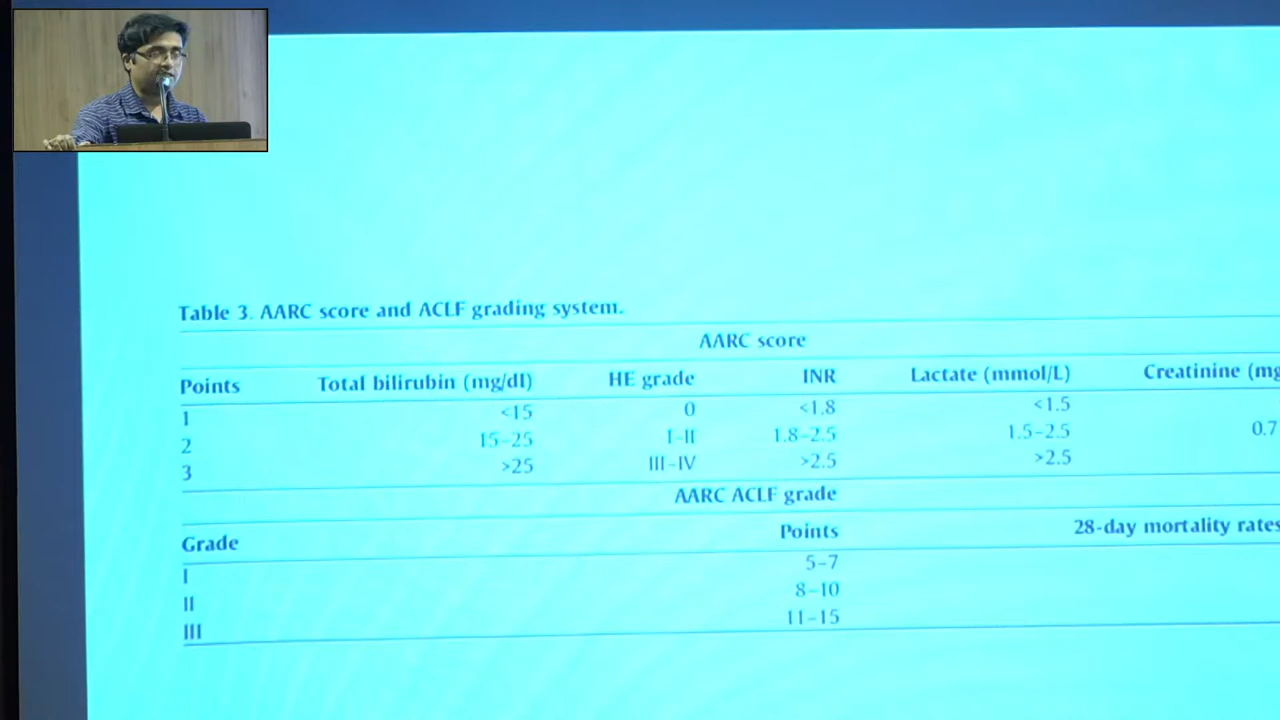 Table 3. AARC score and ACLF grading system.
AARC score
Points Total bilirubin (mg/dl) HE grade INR Lactate (mmol/L) Creatinine (mg
1 <15 0 <1.8 <1.5
2 15–25 I–II 1.8–2.5 1.5–2.5 0.7
3 >25 III–IV >2.5 >2.5
AARC ACLF grade
Grade Points 28-day mortality rates
I 5–7
II 8–10
III 11–15